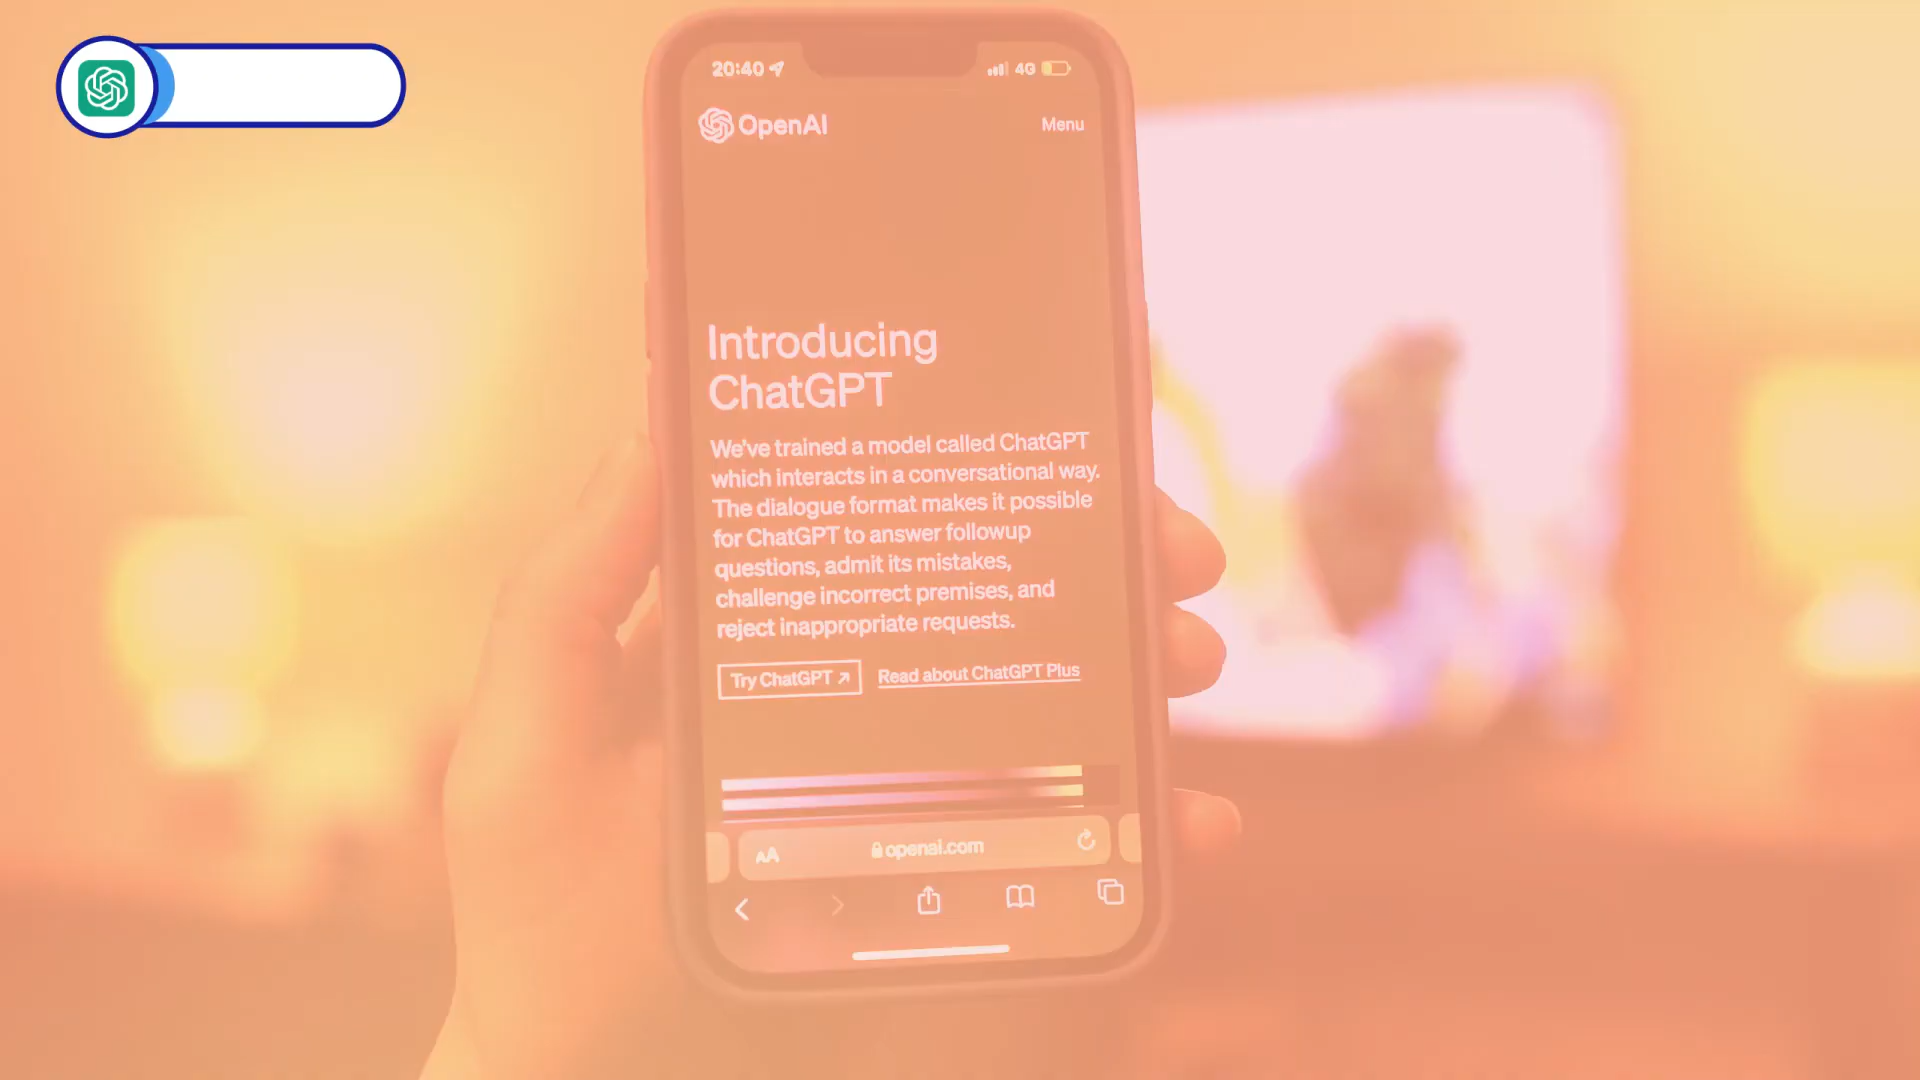 20:40 4G
OpenAI Menu
Introducing
ChatGPT
We've trained a model called ChatGPT
which interacts in a conversational way.
The dialogue format makes it possible
for ChatGPT to answer followup
questions, admit its mistakes,
challenge incorrect premises, and
reject inappropriate requests.
Try ChatGPT ↗ Read about ChatGPT Plus
AA openai.com